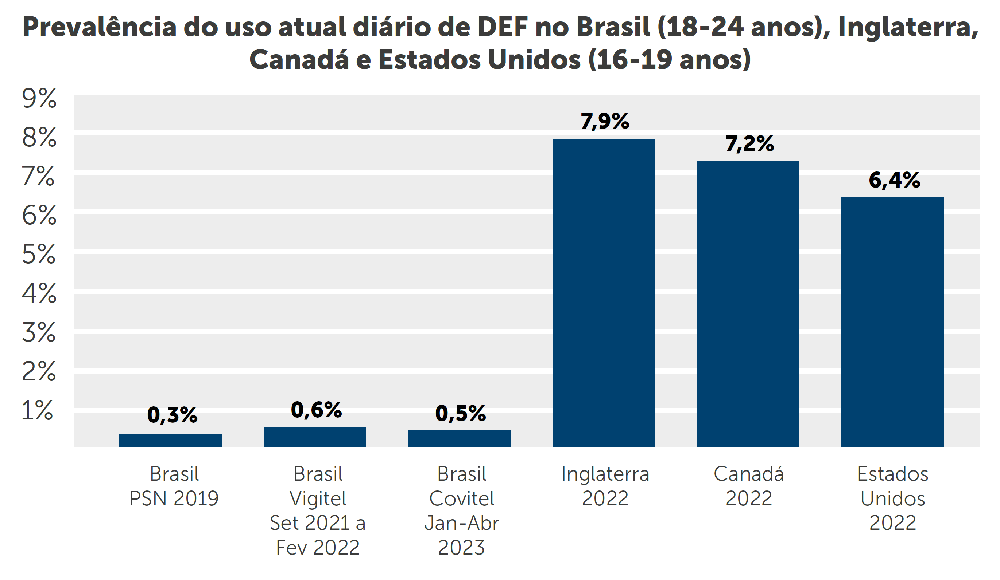 Prevalência do uso atual diário de DEF no Brasil (18-24 anos), Inglaterra,
Canadá e Estados Unidos (16-19 anos)
9%
8%
7%
6%
5%
4%
3%
2%
1%
0,3%
0,6%
0,5%
7,9%
7,2%
6,4%
Brasil
PSN 2019
Brasil
Vigitel
Set 2021 a
Fev 2022
Brasil
Covitel
Jan-Abr
2023
Inglaterra
2022
Canadá
2022
Estados
Unidos
2022